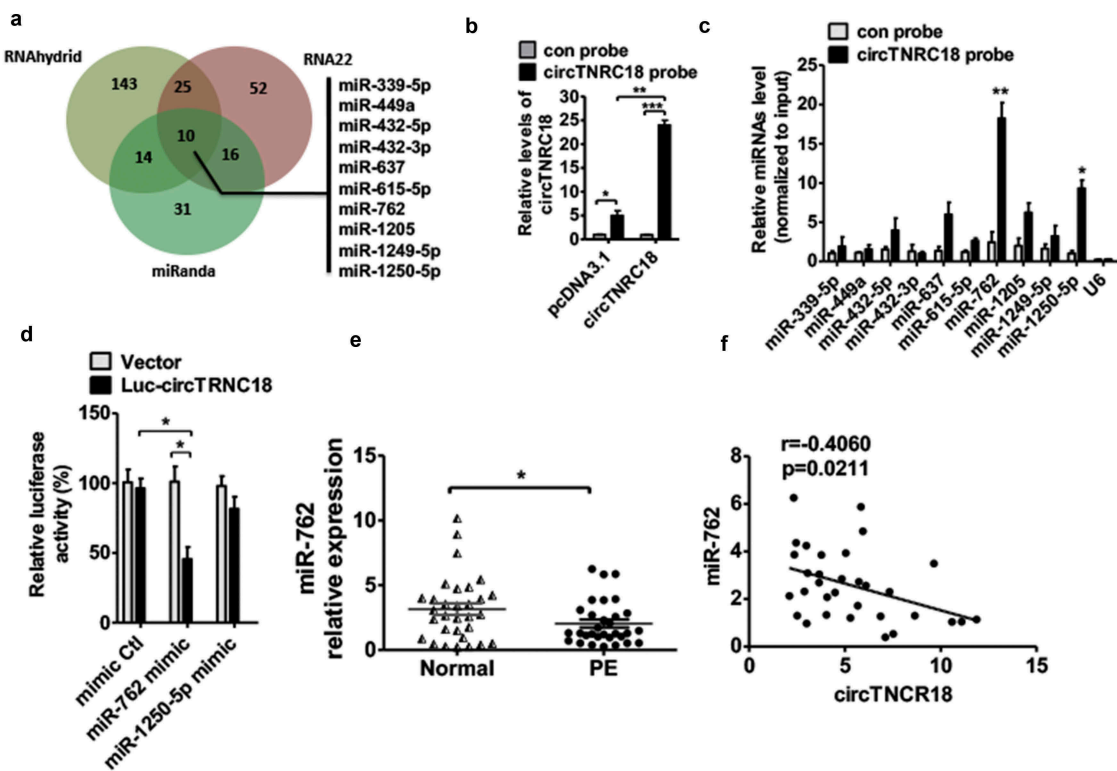 a
RNAhydrid
RNA22
143
25
52
10
14
16
31
miRanda
miR-339-5p
miR-449a
miR-432-5p
miR-432-3p
miR-637
miR-615-5p
miR-762
miR-1205
miR-1249-5p
miR-1250-5p
b
con probe
circTNRC18 probe
Relative levels of
circTNRC18
30
25
20
15
10
5
0
*
**
***
pcDNA3.1
circTNRC18
c
con probe
circTNRC18 probe
Relative miRNAs level
(normalized to input)
25
20
15
10
5
0
**
*
miR-339-5p
miR-449a
miR-432-5p
miR-432-3p
miR-637
miR-615-5p
miR-762
miR-1205
miR-1249-5p
miR-1250-5p
U6
d
Vector
Luc-circTRNC18
Relative luciferase
activity (%)
150
100
50
0
*
*
mimic Ctl
miR-762 mimic
miR-1250-5p mimic
e
miR-762
relative expression
15
10
5
0
*
Normal
PE
f
r=-0.4060
p=0.0211
miR-762
8
6
4
2
0
0
5
10
15
circTNCR18